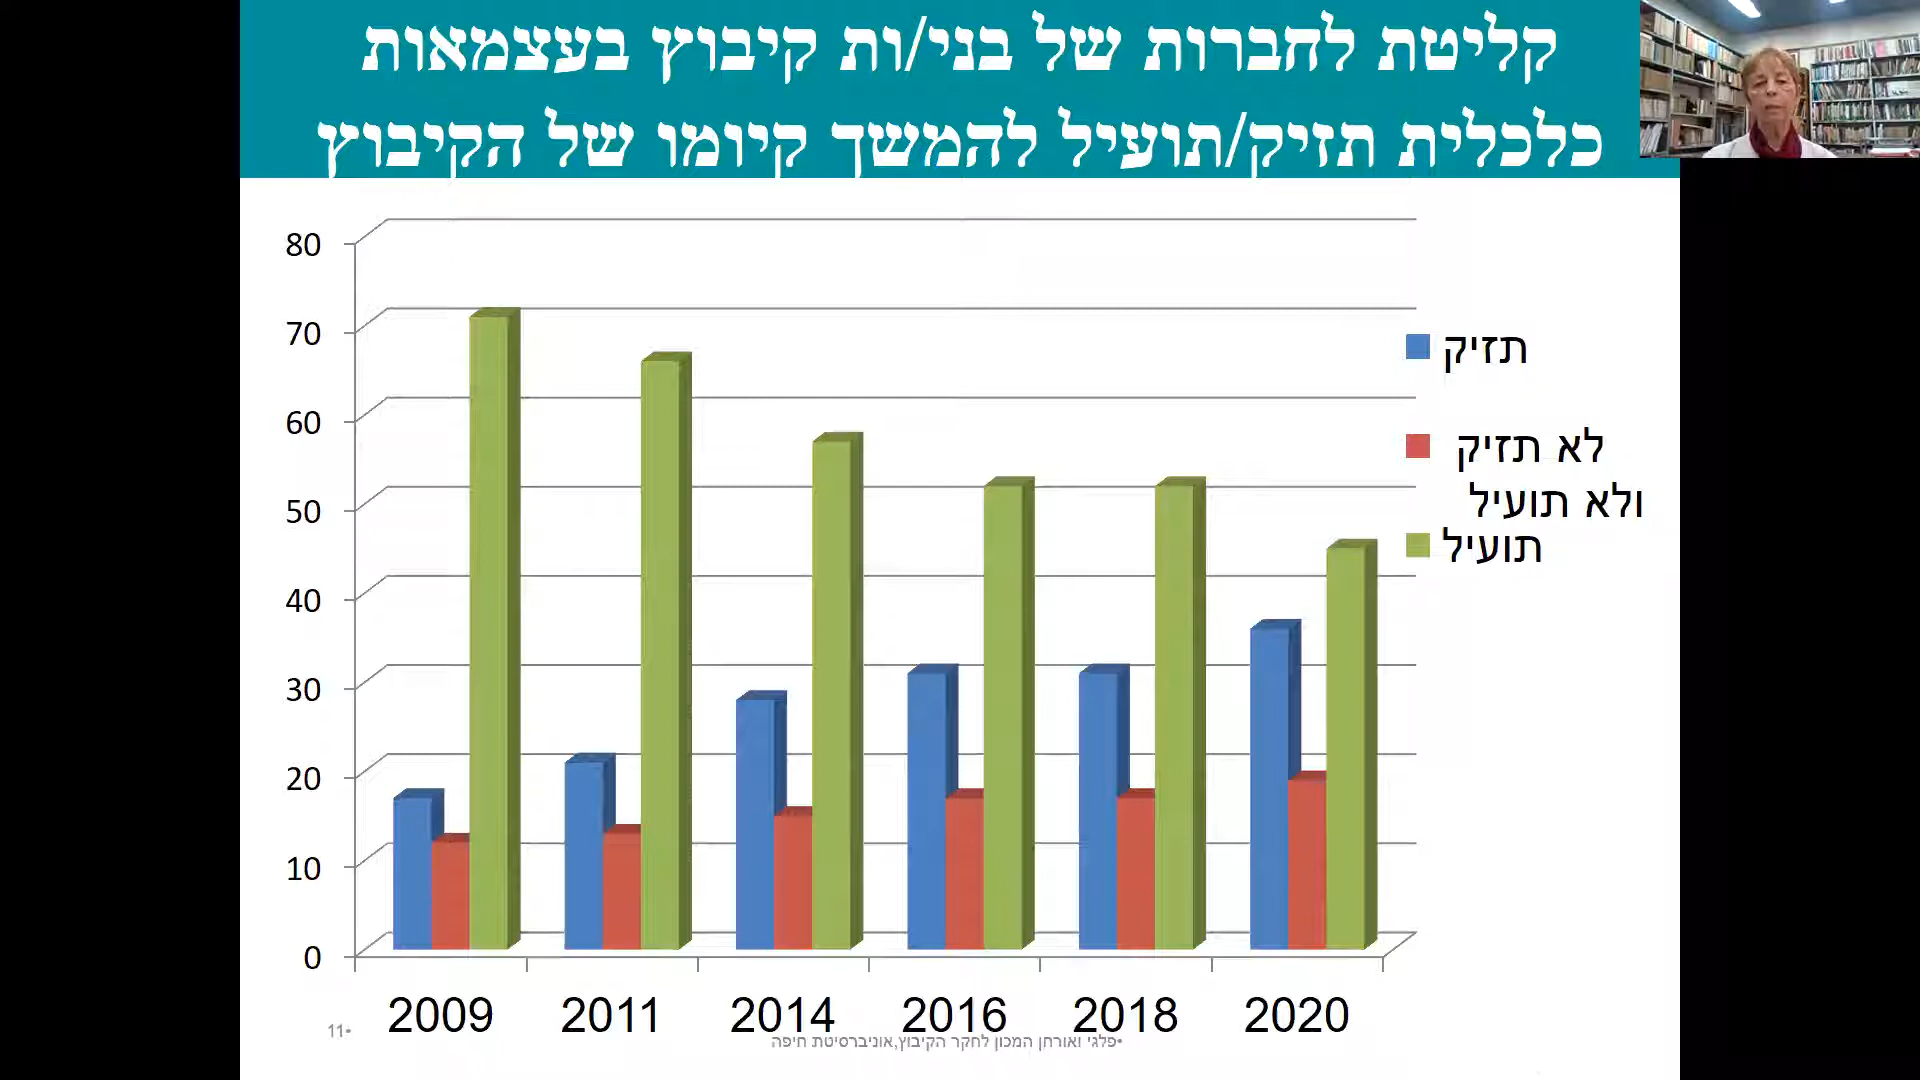 קליטת לחברות של בני/ות קיבוץ בעצמאות
כלכלית תזיק/תועיל להמשך קיומו של הקיבוץ
80
70
60
50
40
30
20
10
0
תזיק
לא תזיק
ולא תועיל
תועיל
2009 2011 2014 2016 2018 2020
•פלגי ואורחן המכון לחקר הקיבוץ,אוניברסיטת חיפה
11•